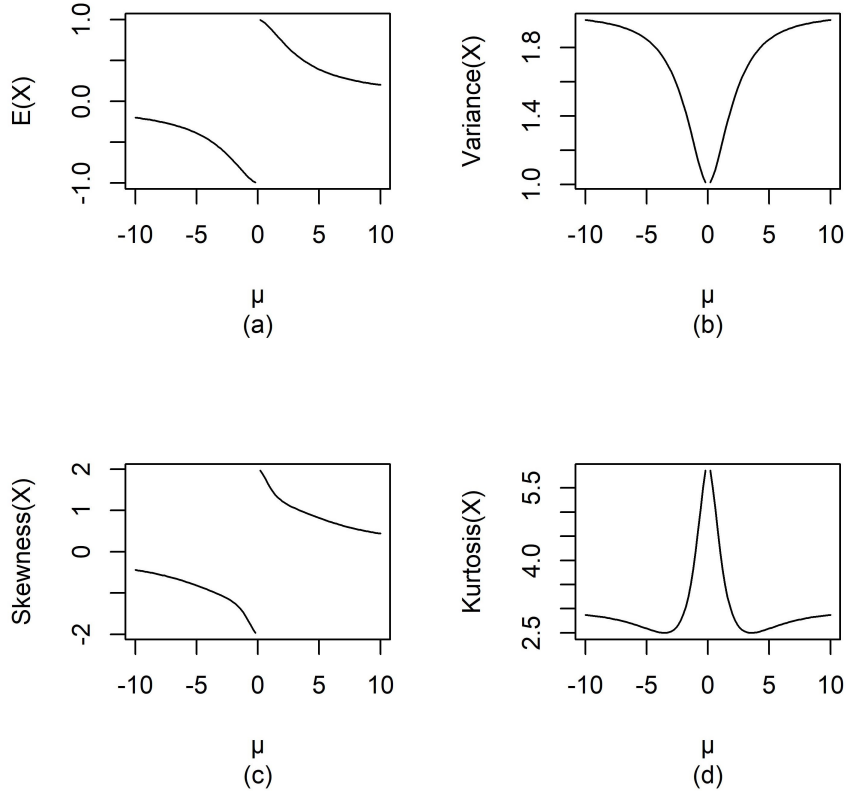 E(X)
1.0
0.0
-1.0
-10 -5 0 5 10
μ
(a)
Variance(X)
1.8
1.4
1.0
-10 -5 0 5 10
μ
(b)
Skewness(X)
2
1
0
-2
-10 -5 0 5 10
μ
(c)
Kurtosis(X)
5.5
4.0
2.5
-10 -5 0 5 10
μ
(d)